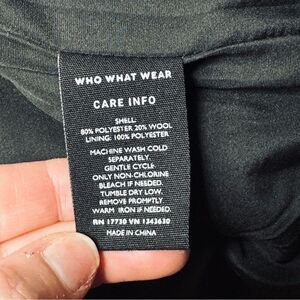 WHO WHAT WEAR
CARE INFO
SHELL:
80% POLYESTER 20% WOOL
LINING: 100% POLYESTER
MACHINE WASH COLD
SEPARATELY.
GENTLE CYCLE.
ONLY NON-CHLORINE
BLEACH IF NEEDED.
TUMBLE DRY LOW.
REMOVE PROMPTLY.
WARM IRON IF NEEDED.
RN 17730 VN 1343630
MADE IN CHINA